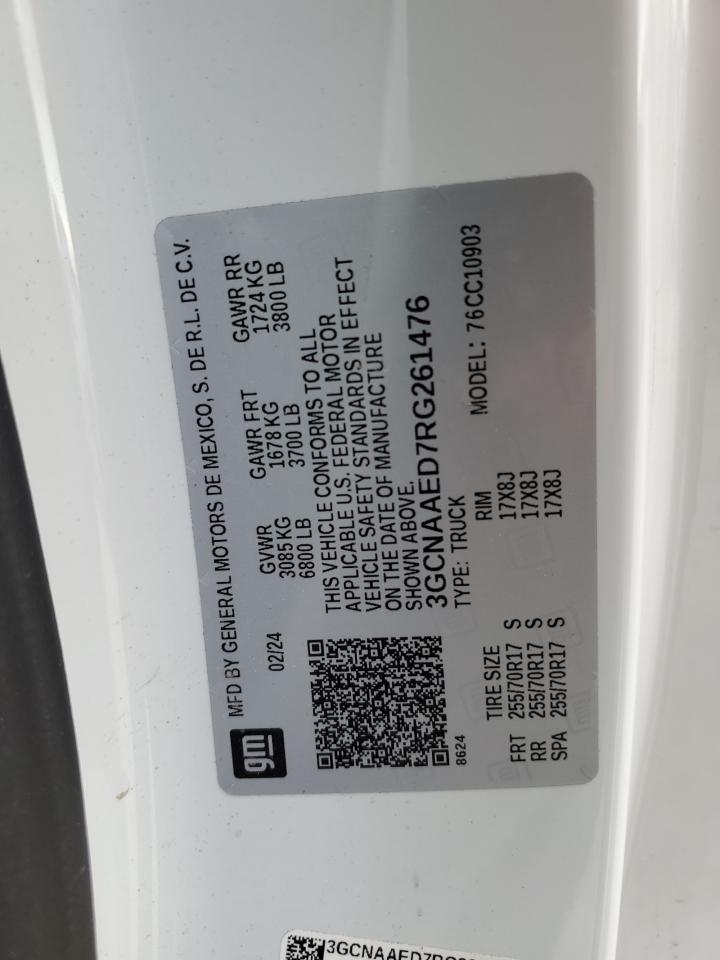 gm
MFD BY GENERAL MOTORS DE MEXICO, S. DE R.L. DE C.V.
02/24
GVWR GAWR FRT GAWR RR
3085 KG 1678 KG 1724 KG
6800 LB 3700 LB 3800 LB
THIS VEHICLE CONFORMS TO ALL
APPLICABLE U.S. FEDERAL MOTOR
VEHICLE SAFETY STANDARDS IN EFFECT
ON THE DATE OF MANUFACTURE
SHOWN ABOVE.
3GCNAAED7RG261476
8624
TYPE: TRUCK MODEL: 76CC10903
TIRE SIZE RIM
FRT 255/70R17 S 17X8J
RR 255/70R17 S 17X8J
SPA 255/70R17 S 17X8J
3GCNAAED7RG